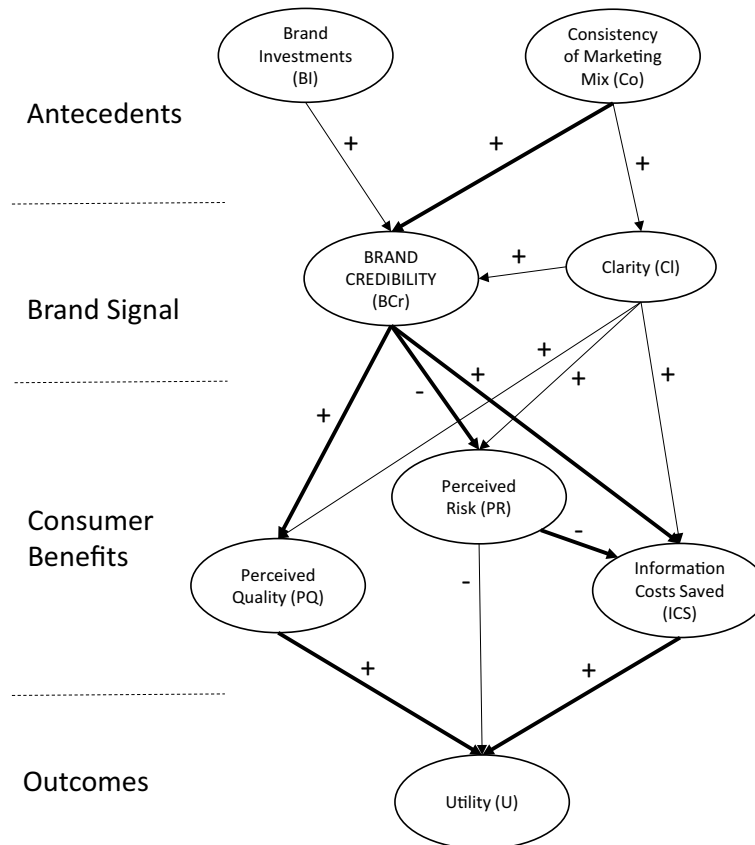 Brand
Investments
(BI)
Consistency
of Marketing
Mix (Co)
Antecedents
+
+
+
BRAND
CREDIBILITY
(BCr)
+
Clarity (Cl)
Brand Signal
+
-
+
+
+
+
Perceived
Risk (PR)
Consumer
Benefits
-
Perceived
Quality (PQ)
-
Information
Costs Saved
(ICS)
+
+
Outcomes
Utility (U)